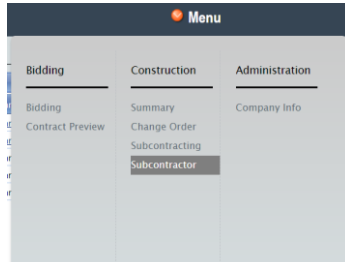 Menu
Bidding
Construction
Administration
Bidding
Contract Preview
Summary
Change Order
Subcontracting
Subcontractor
Company Info